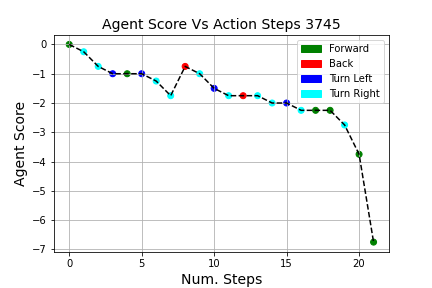 Agent Score Vs Action Steps 3745
Agent Score
0
−1
−2
−3
−4
−5
−6
−7
Forward
Back
Turn Left
Turn Right
0 5 10 15 20
Num. Steps